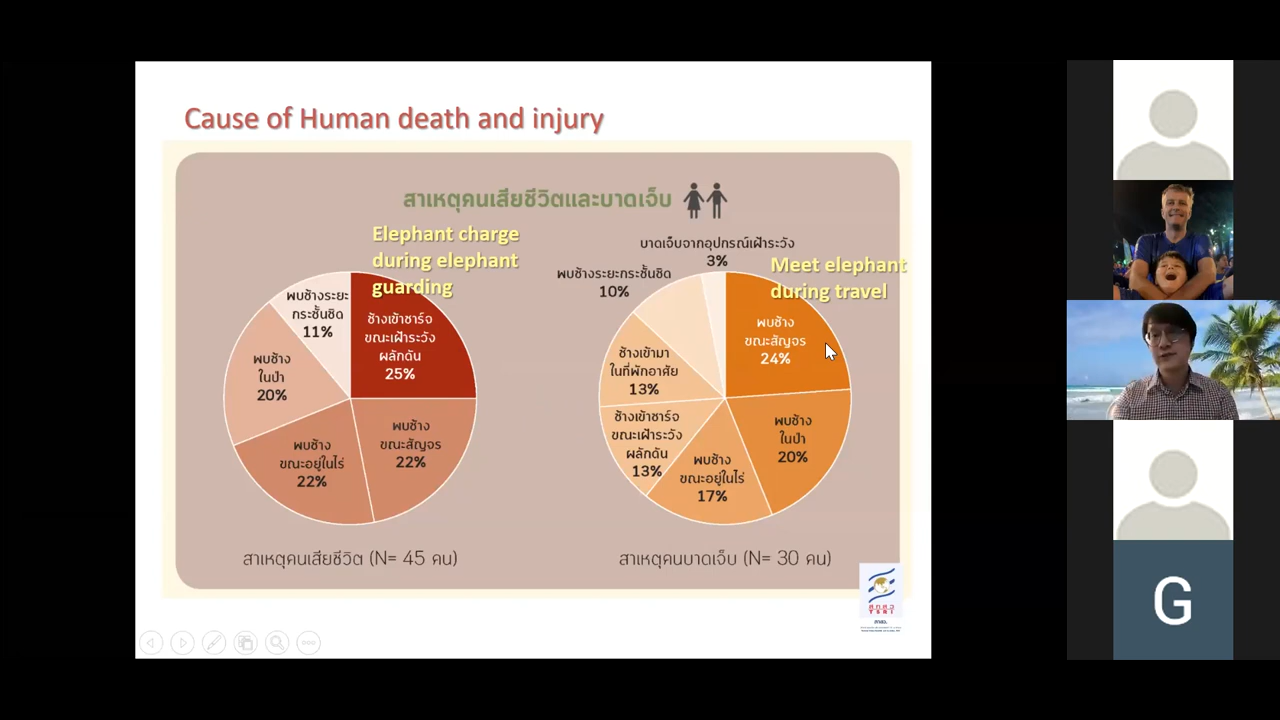 Cause of Human death and injury
สาเหตุคนเสียชีวิตและบาดเจ็บ
Elephant charge
during elephant
guarding
ช้างเข้าชาร์จ
ขณะเฝ้าระวัง
ผลักดัน
25%
พบช้าง
ขณะสัญจร
22%
พบช้าง
ขณะอยู่ในไร่
22%
พบช้าง
ในป่า
20%
พบช้างระยะ
กระชั้นชิด
11%
สาเหตุคนเสียชีวิต (N= 45 คน)
Meet elephant
during travel
พบช้าง
ขณะสัญจร
24%
พบช้าง
ในป่า
20%
พบช้าง
ขณะอยู่ในไร่
17%
ช้างเข้าชาร์จ
ขณะเฝ้าระวัง
ผลักดัน
13%
ช้างเข้ามา
ในที่พักอาศัย
13%
พบช้างระยะกระชั้นชิด
10%
บาดเจ็บจากอุปกรณ์เฝ้าระวัง
3%
สาเหตุคนบาดเจ็บ (N= 30 คน)
สกสว
TSRI
สกสว.
G